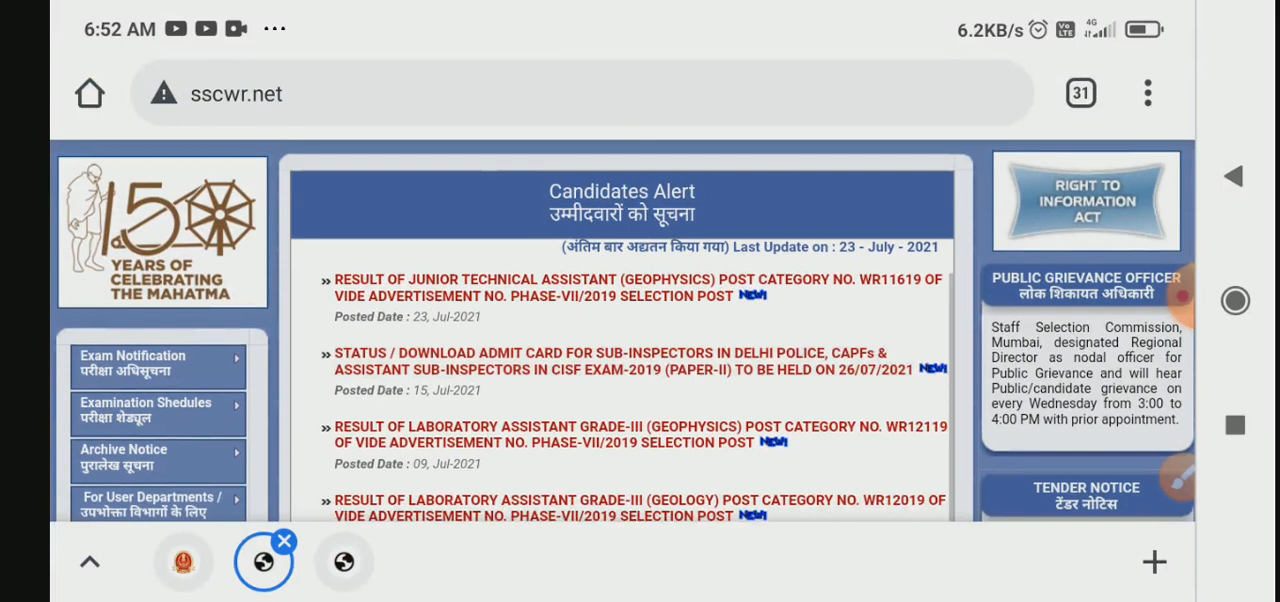 6:52 AM
6.2KB/s
Vo LTE
4G
sscwr.net
31
150
YEARS OF
CELEBRATING
THE MAHATMA
Exam Notification
परीक्षा अधिसूचना
Examination Shedules
परीक्षा शेड्यूल
Archive Notice
पुरालेख सूचना
For User Departments /
उपभोक्ता विभागों के लिए
Candidates Alert
उम्मीदवारों को सूचना
(अंतिम बार अद्यतन किया गया) Last Update on : 23 - July - 2021
» RESULT OF JUNIOR TECHNICAL ASSISTANT (GEOPHYSICS) POST CATEGORY NO. WR11619 OF
VIDE ADVERTISEMENT NO. PHASE-VII/2019 SELECTION POST NEW!
Posted Date : 23, Jul-2021
» STATUS / DOWNLOAD ADMIT CARD FOR SUB-INSPECTORS IN DELHI POLICE, CAPFs &
ASSISTANT SUB-INSPECTORS IN CISF EXAM-2019 (PAPER-II) TO BE HELD ON 26/07/2021 NEW!
Posted Date : 15, Jul-2021
» RESULT OF LABORATORY ASSISTANT GRADE-III (GEOPHYSICS) POST CATEGORY NO. WR12119
OF VIDE ADVERTISEMENT NO. PHASE-VII/2019 SELECTION POST NEW!
Posted Date : 09, Jul-2021
» RESULT OF LABORATORY ASSISTANT GRADE-III (GEOLOGY) POST CATEGORY NO. WR12019 OF
VIDE ADVERTISEMENT NO. PHASE-VII/2019 SELECTION POST NEW!
RIGHT TO
INFORMATION
ACT
PUBLIC GRIEVANCE OFFICER
लोक शिकायत अधिकारी
Staff Selection Commission,
Mumbai, designated Regional
Director as nodal officer for
Public Grievance and will hear
Public/candidate grievance on
every Wednesday from 3:00 to
4:00 PM with prior appointment.
TENDER NOTICE
टेंडर नोटिस